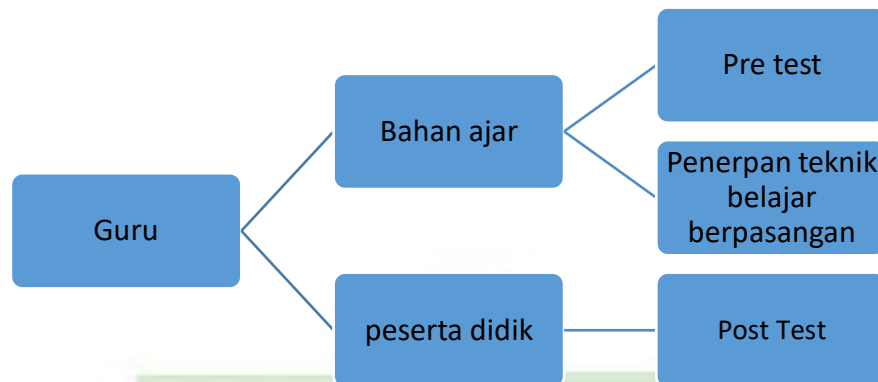 Guru
Bahan ajar
Pre test
Penerpan teknik
belajar
berpasangan
peserta didik
Post Test